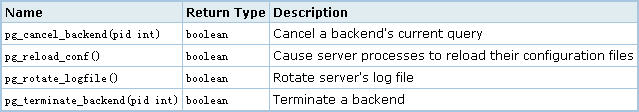 Name Return Type Description
pg_cancel_backend(pid int) boolean Cancel a backend's current query
pg_reload_conf() boolean Cause server processes to reload their configuration files
pg_rotate_logfile() boolean Rotate server's log file
pg_terminate_backend(pid int) boolean Terminate a backend